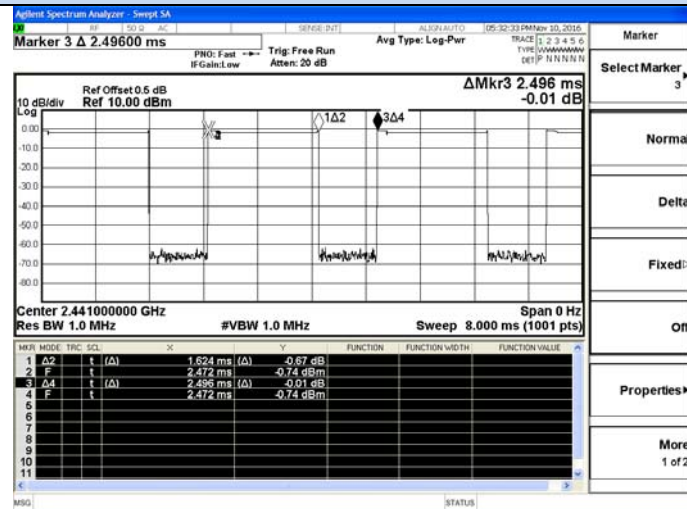 Agilent Spectrum Analyzer - Swept SA
RF 50 Ω AC SENSE:INT ALIGN AUTO 05:32:33 PM Nov 10, 2016
Marker 3 Δ 2.49600 ms
PNO: Fast
IFGain:Low
Trig: Free Run
Atten: 20 dB
Avg Type: Log-Pwr
TRACE 1 2 3 4 5 6
TYPE WWWWWW
DET P N N N N N
Ref Offset 0.5 dB
10 dB/div Ref 10.00 dBm
ΔMkr3 2.496 ms
-0.01 dB
Log
0.00
-10.0
-20.0
-30.0
-40.0
-50.0
-60.0
-70.0
-80.0
1Δ2
3Δ4
Center 2.441000000 GHz Span 0 Hz
Res BW 1.0 MHz #VBW 1.0 MHz Sweep 8.000 ms (1001 pts)
MKR MODE TRC SCL X Y FUNCTION FUNCTION WIDTH FUNCTION VALUE
1 Δ2 t (Δ) 1.624 ms (Δ) -0.67 dB
2 F t 2.472 ms -0.74 dBm
3 Δ4 t (Δ) 2.496 ms (Δ) -0.01 dB
4 F t 2.472 ms -0.74 dBm
5
6
7
8
9
10
11
MSG STATUS
Marker
Select Marker
3
Norma
Delta
Fixed
Off
Properties
More
1 of 2